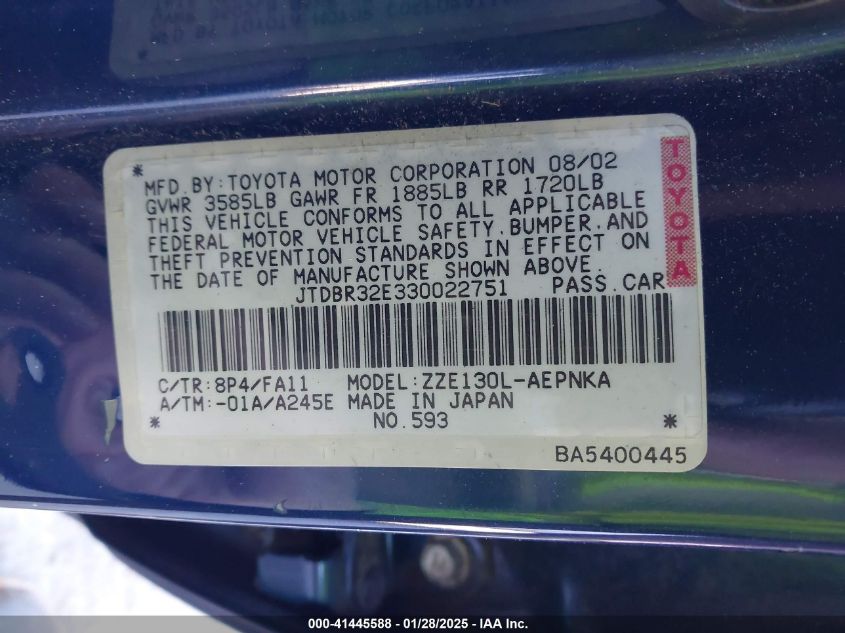 MFD.BY:TOYOTA MOTOR CORPORATION 08/02
GVWR 3585LB GAWR FR 1885LB RR 1720LB
THIS VEHICLE CONFORMS TO ALL APPLICABLE
FEDERAL MOTOR VEHICLE SAFETY,BUMPER,AND
THEFT PREVENTION STANDARDS IN EFFECT ON
THE DATE OF MANUFACTURE SHOWN ABOVE.
JTDBR32E330022751 PASS.CAR
TOYOTA
C/TR:8P4/FA11 MODEL:ZZE130L-AEPNKA
A/TM:-01A/A245E MADE IN JAPAN
* NO.593 *
BA5400445
000-41445588 - 01/28/2025 - IAA Inc.